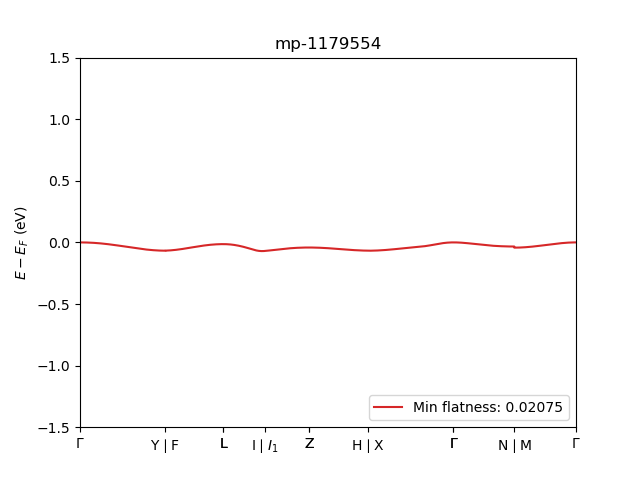 mp-1179554
E − E_F (eV)
1.5
1.0
0.5
0.0
−0.5
−1.0
−1.5
Min flatness: 0.02075
Γ Y | F L I | I₁ Z H | X Γ N | M Γ